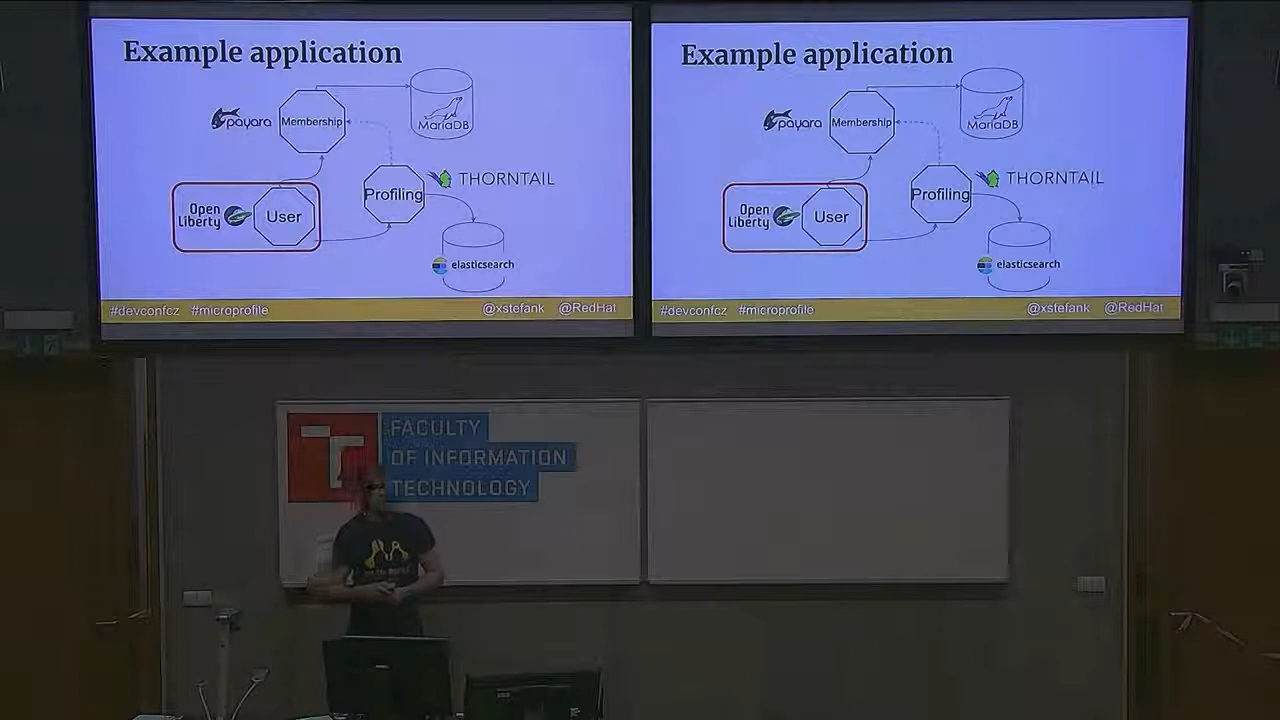 Example application
payara
Membership
MariaDB
Profiling
THORNTAIL
Open
Liberty
User
elasticsearch
#devconfcz #microprofile
@xstefank @RedHat
Example application
payara
Membership
MariaDB
Profiling
THORNTAIL
Open
Liberty
User
elasticsearch
#devconfcz #microprofile
@xstefank @RedHat
FACULTY
OF INFORMATION
TECHNOLOGY